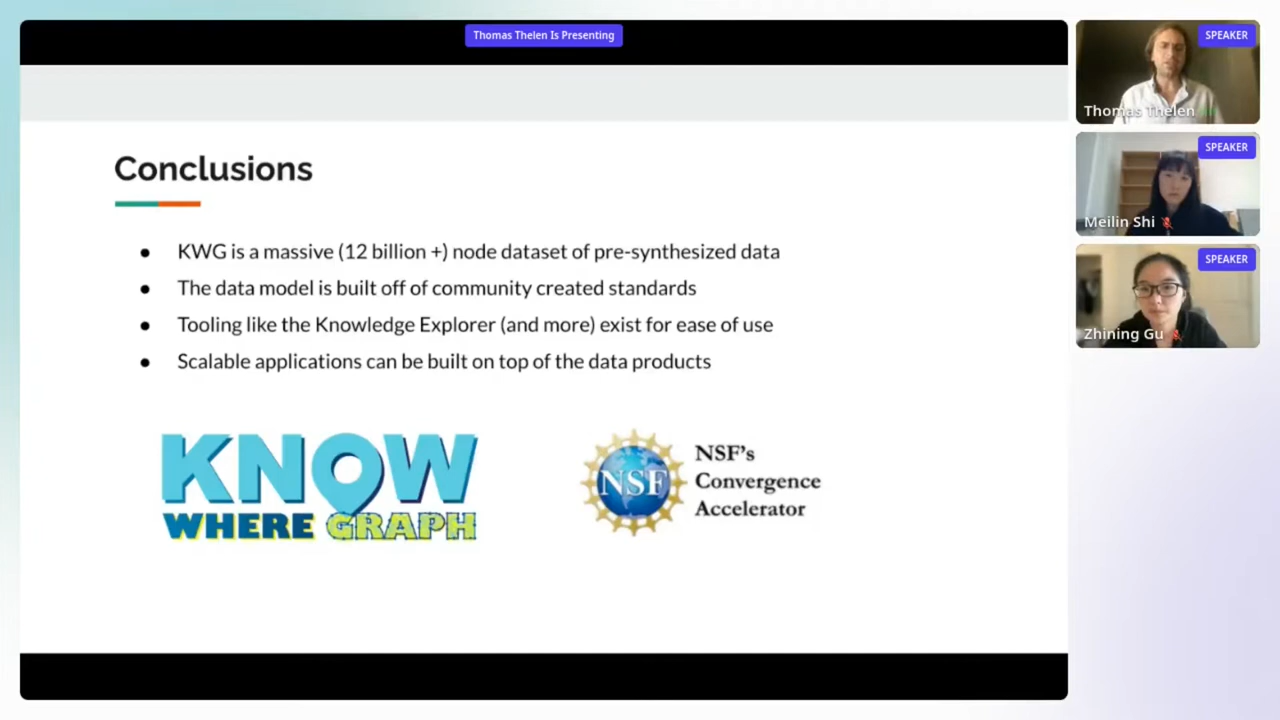 Thomas Thelen Is Presenting
Conclusions
● KWG is a massive (12 billion +) node dataset of pre-synthesized data
● The data model is built off of community created standards
● Tooling like the Knowledge Explorer (and more) exist for ease of use
● Scalable applications can be built on top of the data products
KNOW
WHERE GRAPH
NSF
NSF's
Convergence
Accelerator
SPEAKER
Thomas Thelen
SPEAKER
Meilin Shi
SPEAKER
Zhining Gu